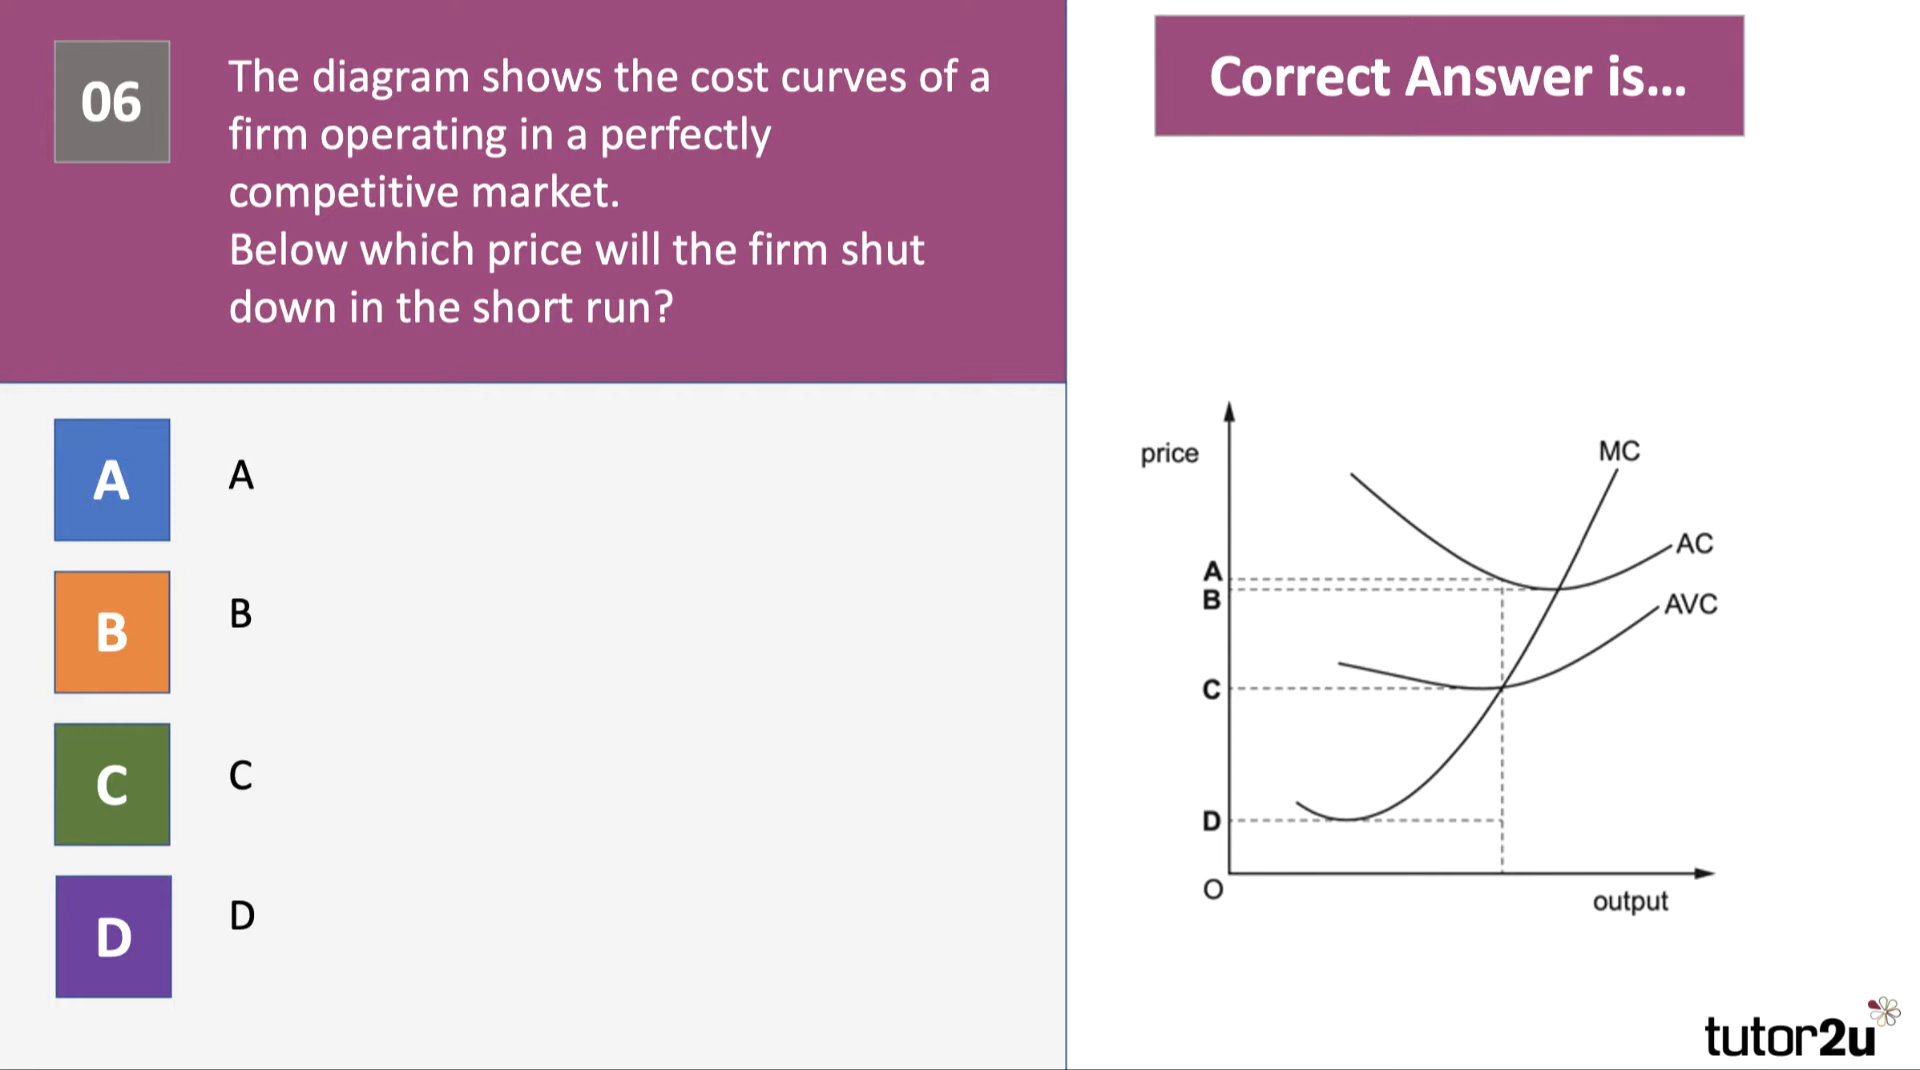 06
The diagram shows the cost curves of a
firm operating in a perfectly
competitive market.
Below which price will the firm shut
down in the short run?
A
A
B
B
C
C
D
D
Correct Answer is...
price
MC
AC
A
B
AVC
C
D
O
output
tutor2u